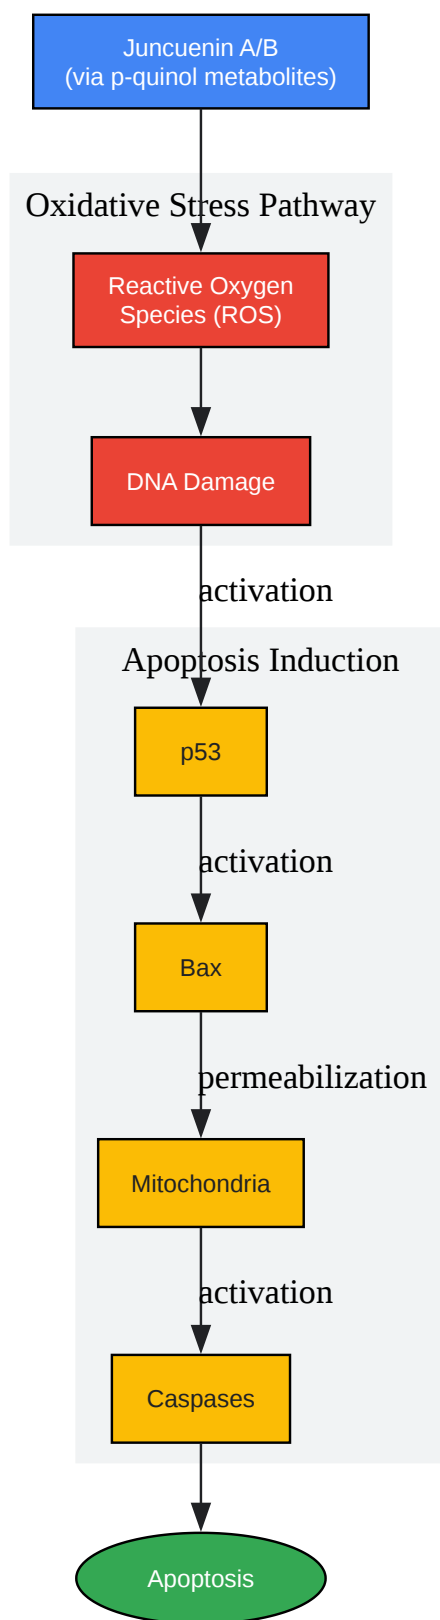 Juncuenin A/B
(via p-quinol metabolites)
Oxidative Stress Pathway
Reactive Oxygen
Species (ROS)
DNA Damage
activation
Apoptosis Induction
p53
activation
Bax
permeabilization
Mitochondria
activation
Caspases
Apoptosis